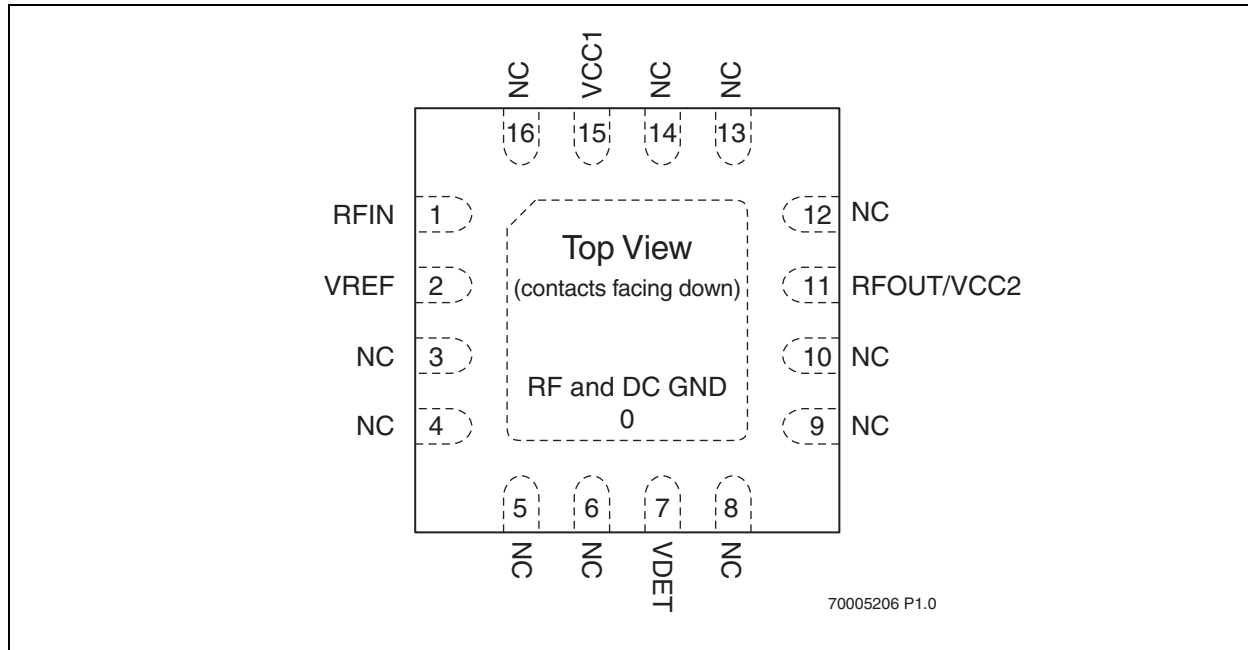 NC
VCC1
NC
NC
16
15
14
13
RFIN 1
12 NC
Top View
VREF 2
(contacts facing down)
11 RFOUT/VCC2
NC 3
10 NC
RF and DC GND
NC 4
0
9 NC
5
6
7
8
NC
NC
VDET
NC
70005206 P1.0